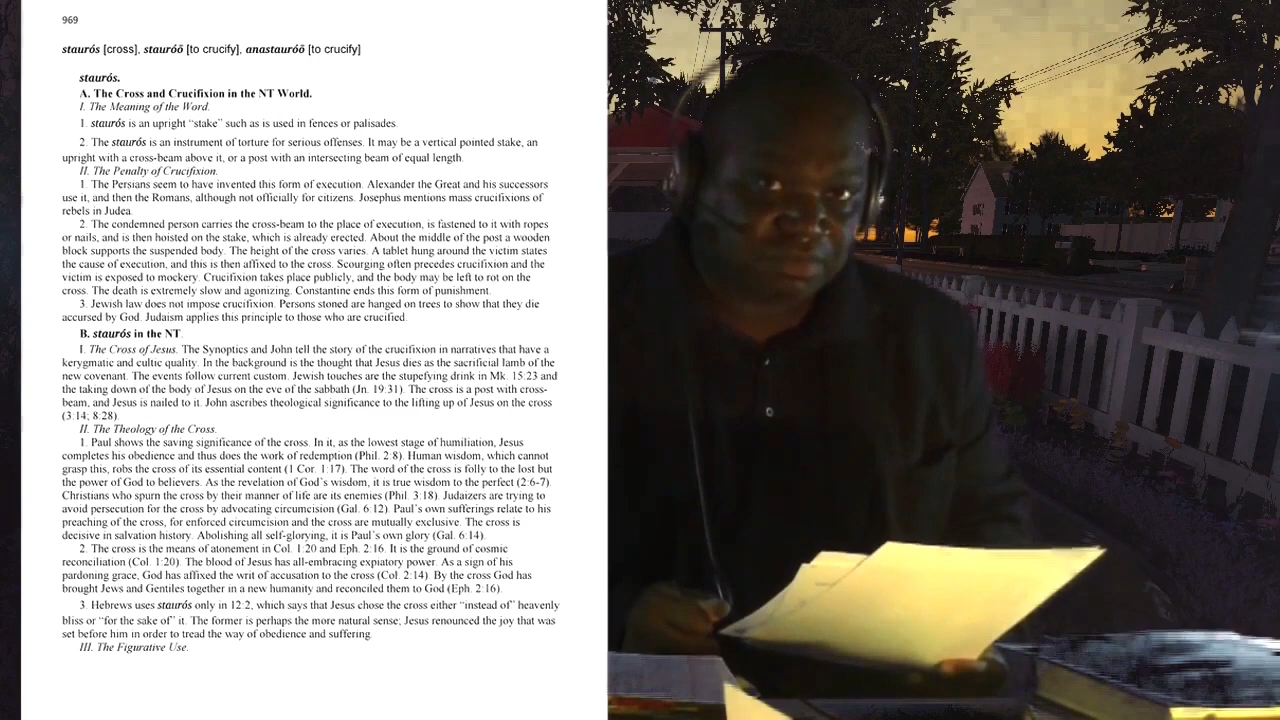 969
staurós [cross], stauróō [to crucify], anastauróō [to crucify]
staurós.
A. The Cross and Crucifixion in the NT World.
I. The Meaning of the Word.
1. staurós is an upright “stake” such as is used in fences or palisades.
2. The staurós is an instrument of torture for serious offenses. It may be a vertical pointed stake, an
upright with a cross-beam above it, or a post with an intersecting beam of equal length.
II. The Penalty of Crucifixion.
1. The Persians seem to have invented this form of execution. Alexander the Great and his successors
use it, and then the Romans, although not officially for citizens. Josephus mentions mass crucifixions of
rebels in Judea.
2. The condemned person carries the cross-beam to the place of execution, is fastened to it with ropes
or nails, and is then hoisted on the stake, which is already erected. About the middle of the post a wooden
block supports the suspended body. The height of the cross varies. A tablet hung around the victim states
the cause of execution, and this is then affixed to the cross. Scourging often precedes crucifixion and the
victim is exposed to mockery. Crucifixion takes place publicly, and the body may be left to rot on the
cross. The death is extremely slow and agonizing. Constantine ends this form of punishment.
3. Jewish law does not impose crucifixion. Persons stoned are hanged on trees to show that they die
accursed by God. Judaism applies this principle to those who are crucified.
B. staurós in the NT.
I. The Cross of Jesus. The Synoptics and John tell the story of the crucifixion in narratives that have a
kerygmatic and cultic quality. In the background is the thought that Jesus dies as the sacrificial lamb of the
new covenant. The events follow current custom. Jewish touches are the stupefying drink in Mk. 15:23 and
the taking down of the body of Jesus on the eve of the sabbath (Jn. 19:31). The cross is a post with cross-
beam, and Jesus is nailed to it. John ascribes theological significance to the lifting up of Jesus on the cross
(3:14; 8:28).
II. The Theology of the Cross.
1. Paul shows the saving significance of the cross. In it, as the lowest stage of humiliation, Jesus
completes his obedience and thus does the work of redemption (Phil. 2:8). Human wisdom, which cannot
grasp this, robs the cross of its essential content (1 Cor. 1:17). The word of the cross is folly to the lost but
the power of God to believers. As the revelation of God’s wisdom, it is true wisdom to the perfect (2:6-7).
Christians who spurn the cross by their manner of life are its enemies (Phil. 3:18). Judaizers are trying to
avoid persecution for the cross by advocating circumcision (Gal. 6:12). Paul’s own sufferings relate to his
preaching of the cross, for enforced circumcision and the cross are mutually exclusive. The cross is
decisive in salvation history. Abolishing all self-glorying, it is Paul’s own glory (Gal. 6:14).
2. The cross is the means of atonement in Col. 1:20 and Eph. 2:16. It is the ground of cosmic
reconciliation (Col. 1:20). The blood of Jesus has all-embracing expiatory power. As a sign of his
pardoning grace, God has affixed the writ of accusation to the cross (Col. 2:14). By the cross God has
brought Jews and Gentiles together in a new humanity and reconciled them to God (Eph. 2:16).
3. Hebrews uses staurós only in 12:2, which says that Jesus chose the cross either “instead of” heavenly
bliss or “for the sake of” it. The former is perhaps the more natural sense; Jesus renounced the joy that was
set before him in order to tread the way of obedience and suffering.
III. The Figurative Use.